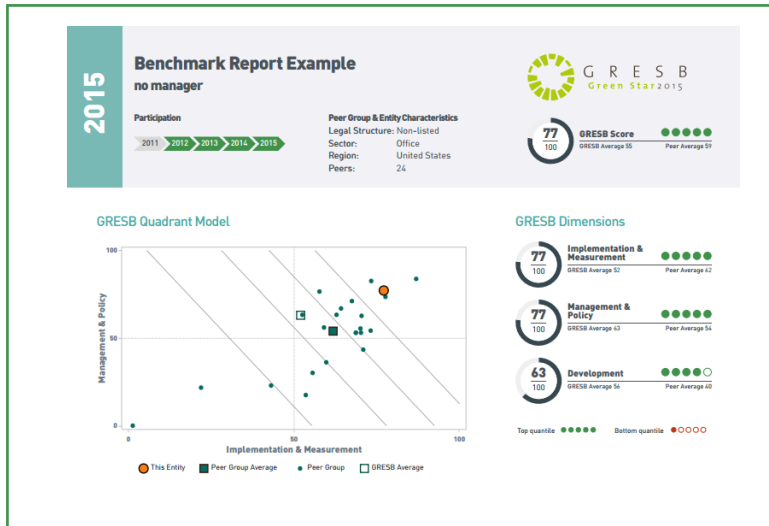 2015
Benchmark Report Example
no manager
Participation
2011 2012 2013 2014 2015
Peer Group & Entity Characteristics
Legal Structure: Non-listed
Sector: Office
Region: United States
Peers: 24
GRESB
Green Star 2015
77
100
GRESB Score
GRESB Average 55 Peer Average 59
GRESB Quadrant Model
Management & Policy
100
50
0
0 50 100
Implementation & Measurement
This Entity Peer Group Average Peer Group GRESB Average
GRESB Dimensions
77
100
Implementation &
Measurement
GRESB Average 52 Peer Average 62
77
100
Management &
Policy
GRESB Average 63 Peer Average 54
63
100
Development
GRESB Average 56 Peer Average 40
Top quantile Bottom quantile